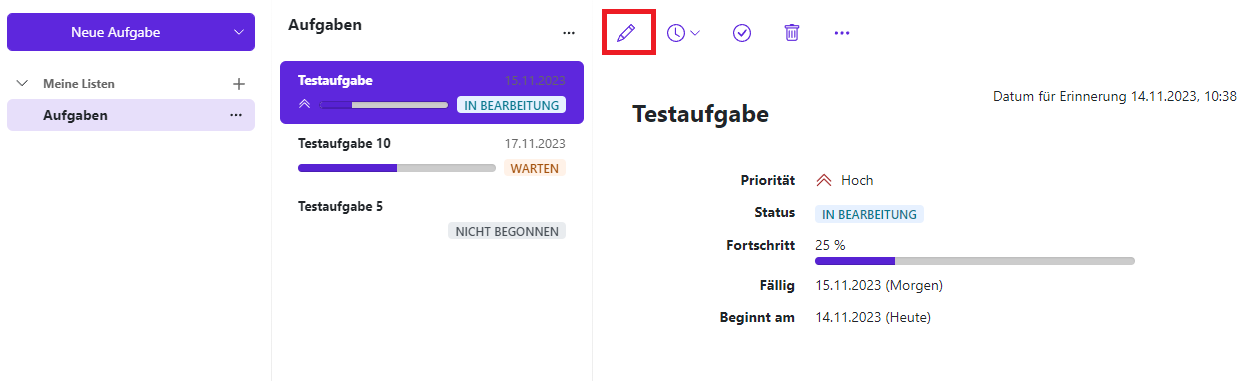 Neue Aufgabe
Meine Listen
Aufgaben
Aufgaben
Testaufgabe 15.11.2023
IN BEARBEITUNG
Testaufgabe 10 17.11.2023
WARTEN
Testaufgabe 5
NICHT BEGONNEN
Datum für Erinnerung 14.11.2023, 10:38
Testaufgabe
Priorität Hoch
Status IN BEARBEITUNG
Fortschritt 25 %
Fällig 15.11.2023 (Morgen)
Beginnt am 14.11.2023 (Heute)